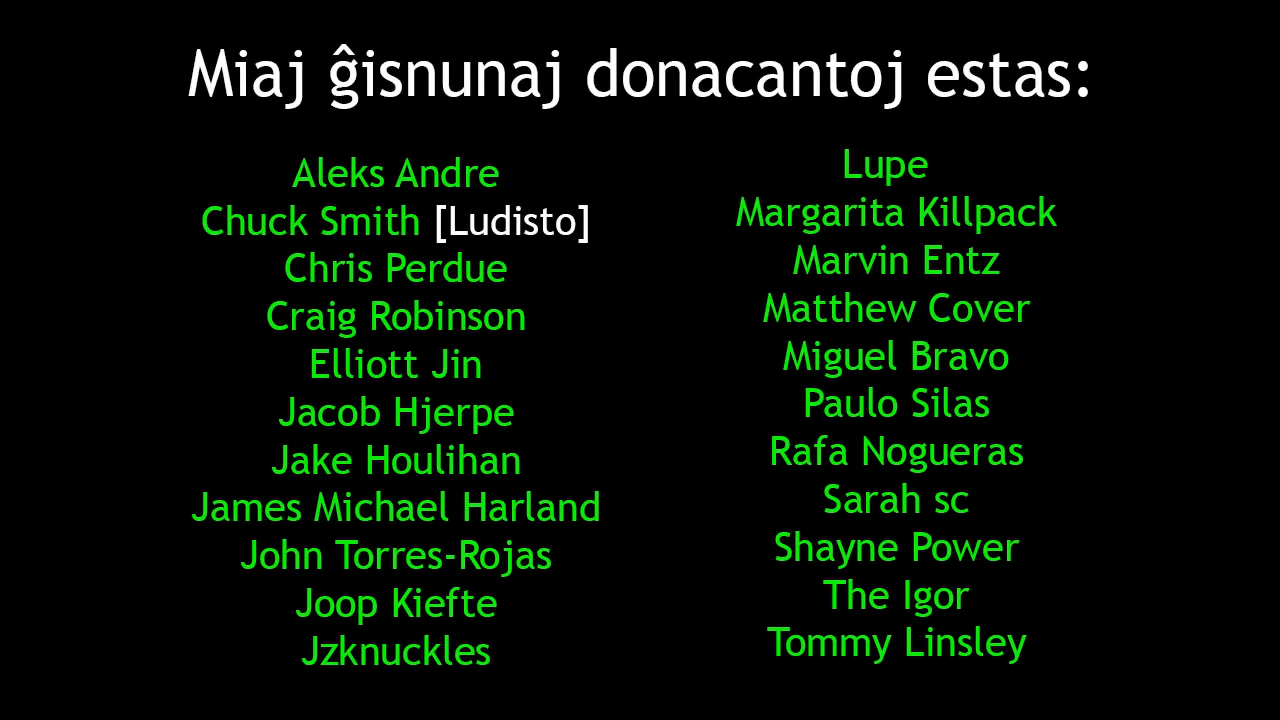 Miaj ĝisnunaj donacantoj estas:
Aleks Andre
Chuck Smith [Ludisto]
Chris Perdue
Craig Robinson
Elliott Jin
Jacob Hjerpe
Jake Houlihan
James Michael Harland
John Torres-Rojas
Joop Kiefte
Jzknuckles
Lupe
Margarita Killpack
Marvin Entz
Matthew Cover
Miguel Bravo
Paulo Silas
Rafa Nogueras
Sarah sc
Shayne Power
The Igor
Tommy Linsley